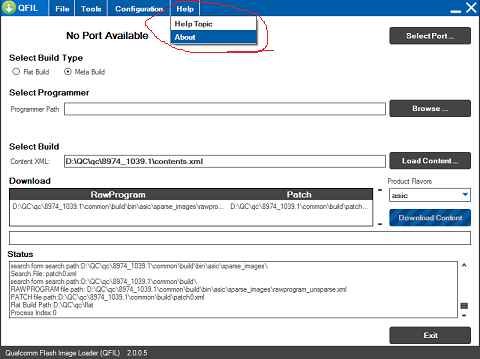 QFIL File Tools Configuration Help
Help Topic
About
No Port Available
Select Port ...
Select Build Type
Flat Build Meta Build
Select Programmer
Programmer Path Browse ...
Select Build
Content XML: D:\QC\qc\8974_1039.1\contents.xml Load Content ...
Download
Product Flavors
RawProgram Patch
asic
D:\QC\qc\8974_1039.1\common\build\bin\asic\sparse_images\rawpro... D:\QC\qc\8974_1039.1\common\build\patch...
Download Content
Status
search form search path:D:\QC\qc\8974_1039.1\common\build\bin\asic\sparse_images\
Search File: patch0.xml
search form search path:D:\QC\qc\8974_1039.1\common\build\
RAWPROGRAM file path: D:\QC\qc\8974_1039.1\common\build\bin\asic\sparse_images\rawprogram_unsparse.xml
PATCH file path:D:\QC\qc\8974_1039.1\common\build\patch0.xml
Flat Build Path:D:\QC\qc\flat
Process Index:0
Exit
Qualcomm Flash Image Loader (QFIL) 2.0.0.5